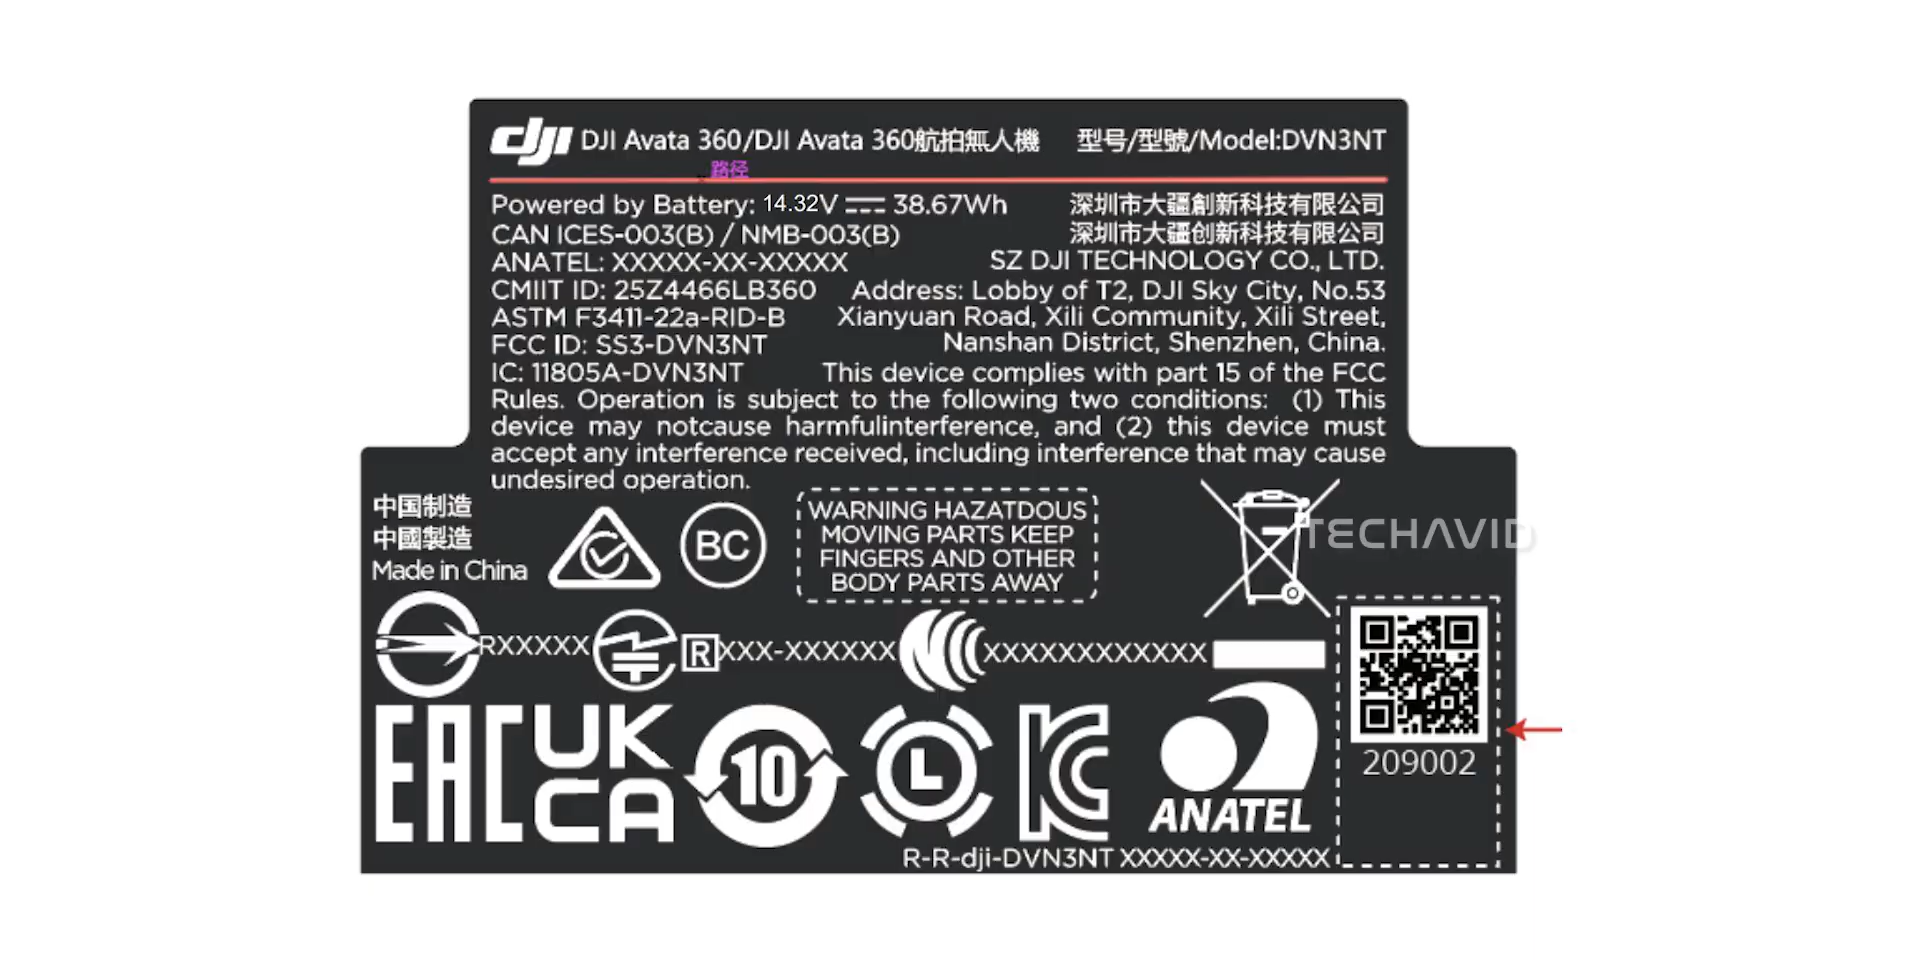 dji DJI Avata 360/DJI Avata 360航拍無人機 型号/型號/Model:DVN3NT
路径
Powered by Battery: 14.32V 38.67Wh 深圳市大疆創新科技有限公司
CAN ICES-003(B) / NMB-003(B) 深圳市大疆创新科技有限公司
ANATEL: XXXXX-XX-XXXXX SZ DJI TECHNOLOGY CO., LTD.
CMIIT ID: 25Z4466LB360 Address: Lobby of T2, DJI Sky City, No.53
ASTM F3411-22a-RID-B Xianyuan Road, Xili Community, Xili Street,
FCC ID: SS3-DVN3NT Nanshan District, Shenzhen, China.
IC: 11805A-DVN3NT This device complies with part 15 of the FCC
Rules. Operation is subject to the following two conditions: (1) This
device may notcause harmfulinterference, and (2) this device must
accept any interference received, including interference that may cause
undesired operation.
中国制造
中國製造
Made in China
BC
WARNING HAZATDOUS
MOVING PARTS KEEP
FINGERS AND OTHER
BODY PARTS AWAY
TECHAVID
RXXXXX R XXX-XXXXXX XXXXXXXXXXXX
EAC UK
CA
10
L
KC
ANATEL
209002
R-R-dji-DVN3NT XXXXX-XX-XXXXX